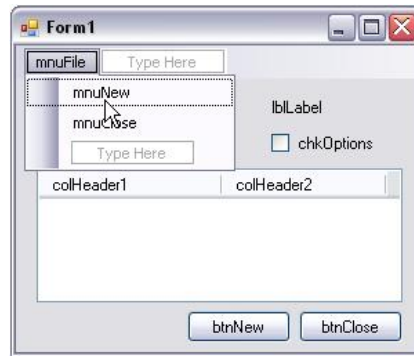 Form1
mnuFile Type Here
mnuNew
lblLabel
mnuClose
chkOptions
Type Here
colHeader1 colHeader2
btnNew btnClose